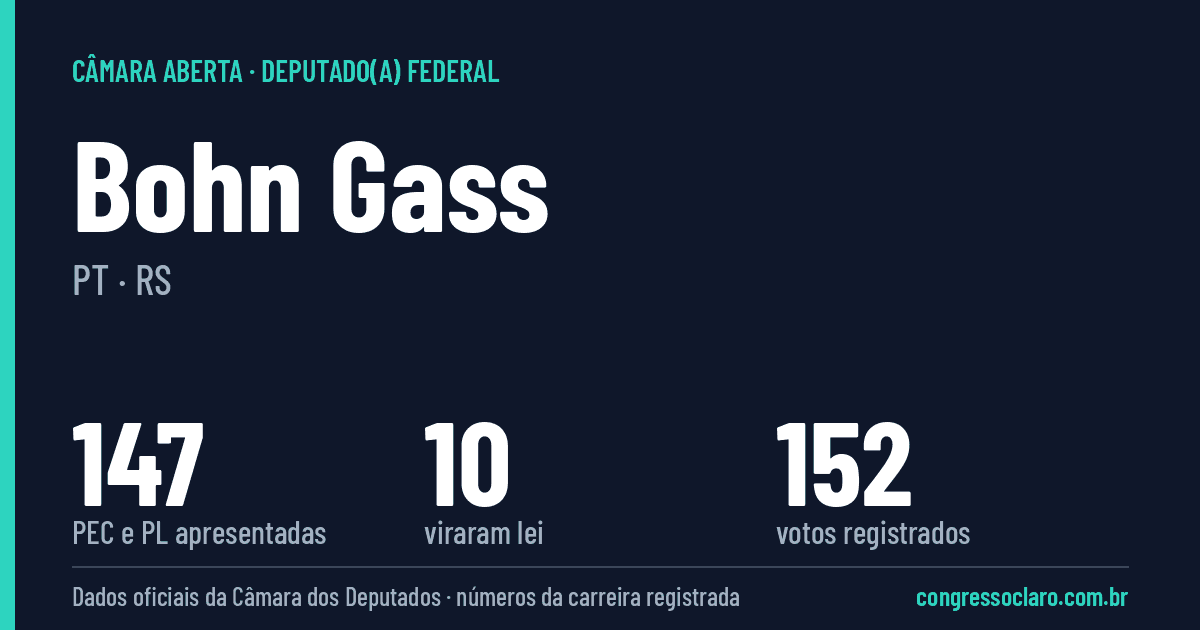 CÂMARA ABERTA · DEPUTADO(A) FEDERAL
Bohn Gass
PT · RS
147 10 152
PEC e PL apresentadas viraram lei votos registrados
Dados oficiais da Câmara dos Deputados · números da carreira registrada congressoclaro.com.br